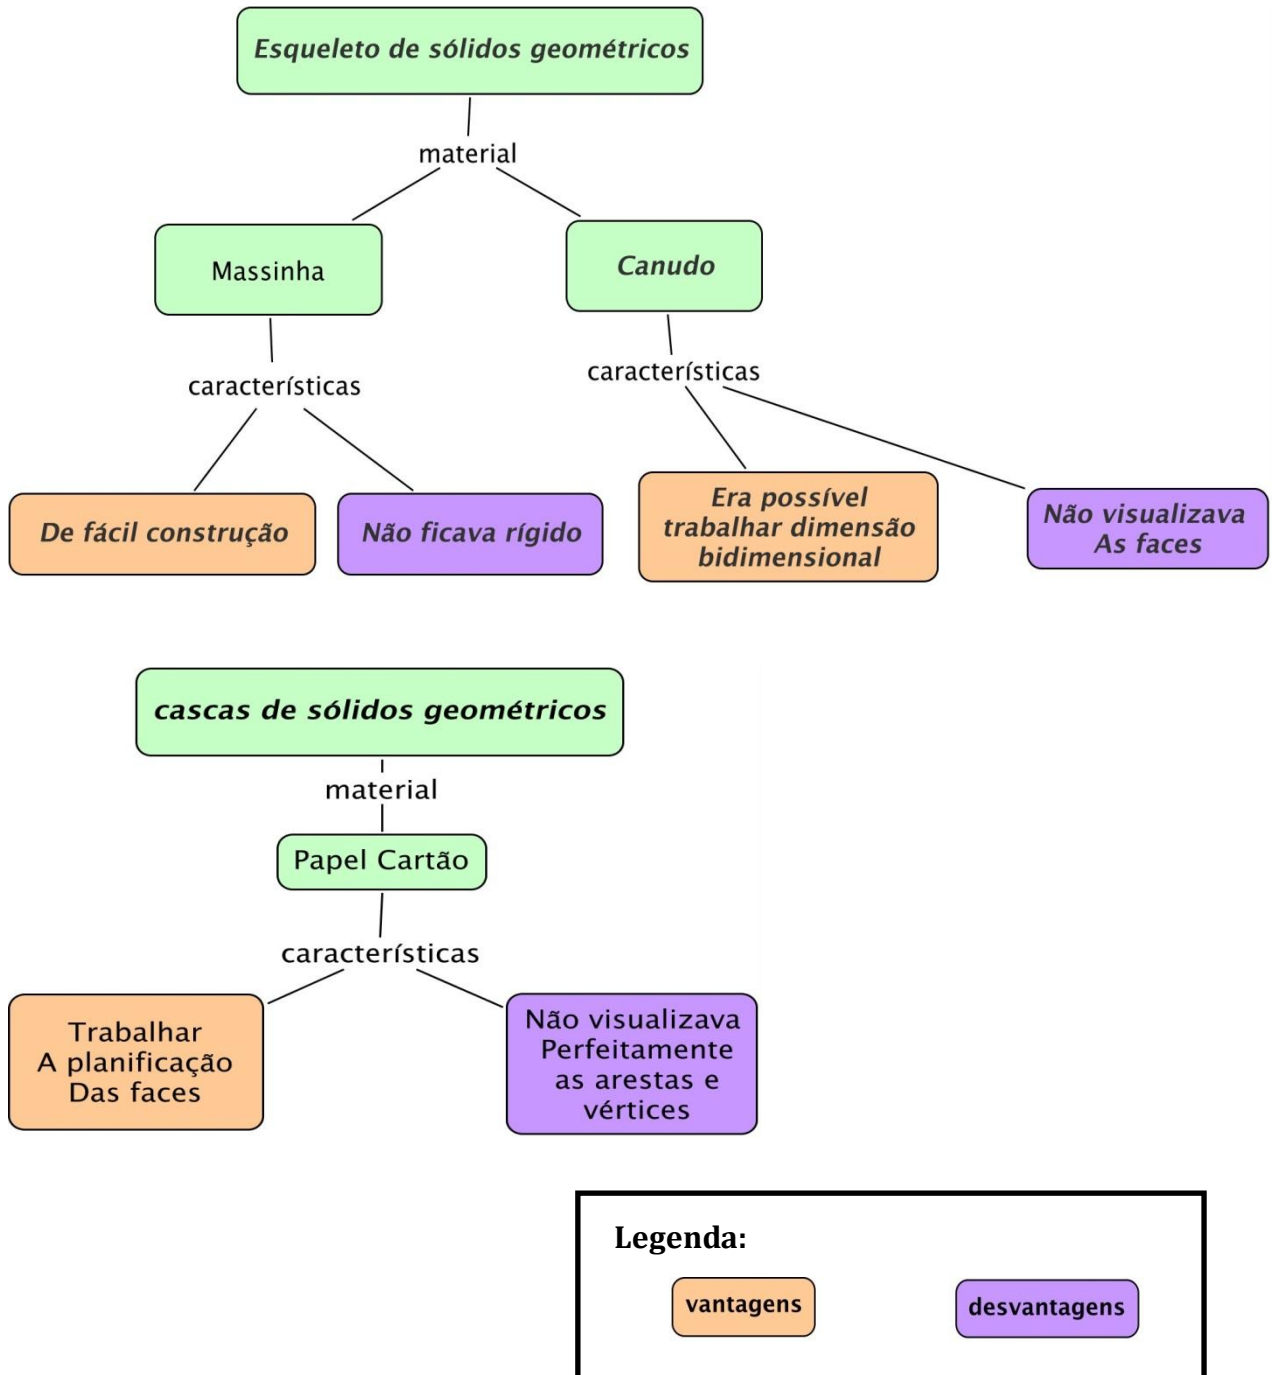 Esqueleto de sólidos geométricos
material
Massinha
Canudo
características
características
De fácil construção
Não ficava rígido
Era possível
trabalhar dimensão
bidimensional
Não visualizava
As faces
cascas de sólidos geométricos
material
Papel Cartão
características
Trabalhar
A planificação
Das faces
Não visualizava
Perfeitamente
as arestas e
vértices
Legenda:
vantagens
desvantagens